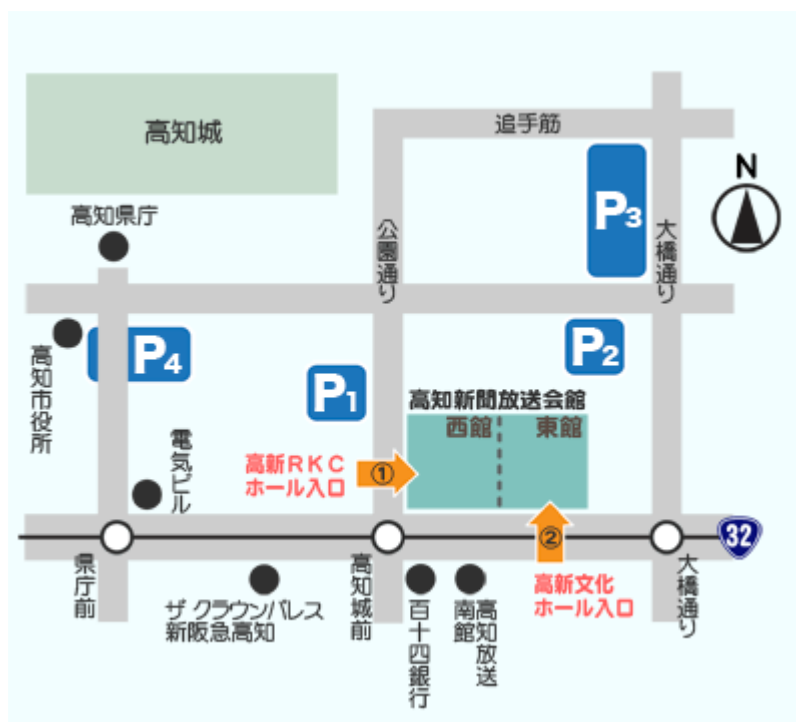 高知城
追手筋
N
高知県庁
公園通り
P3
大橋通り
高知市役所
P4
P1
P2
高知新聞放送会館
西館
東館
電気ビル
高新RKC
ホール入口
①
②
32
県庁前
高知城前
大橋通り
ザ クラウンパレス
新阪急高知
百十四銀行
高知放送
南館
高新文化
ホール入口